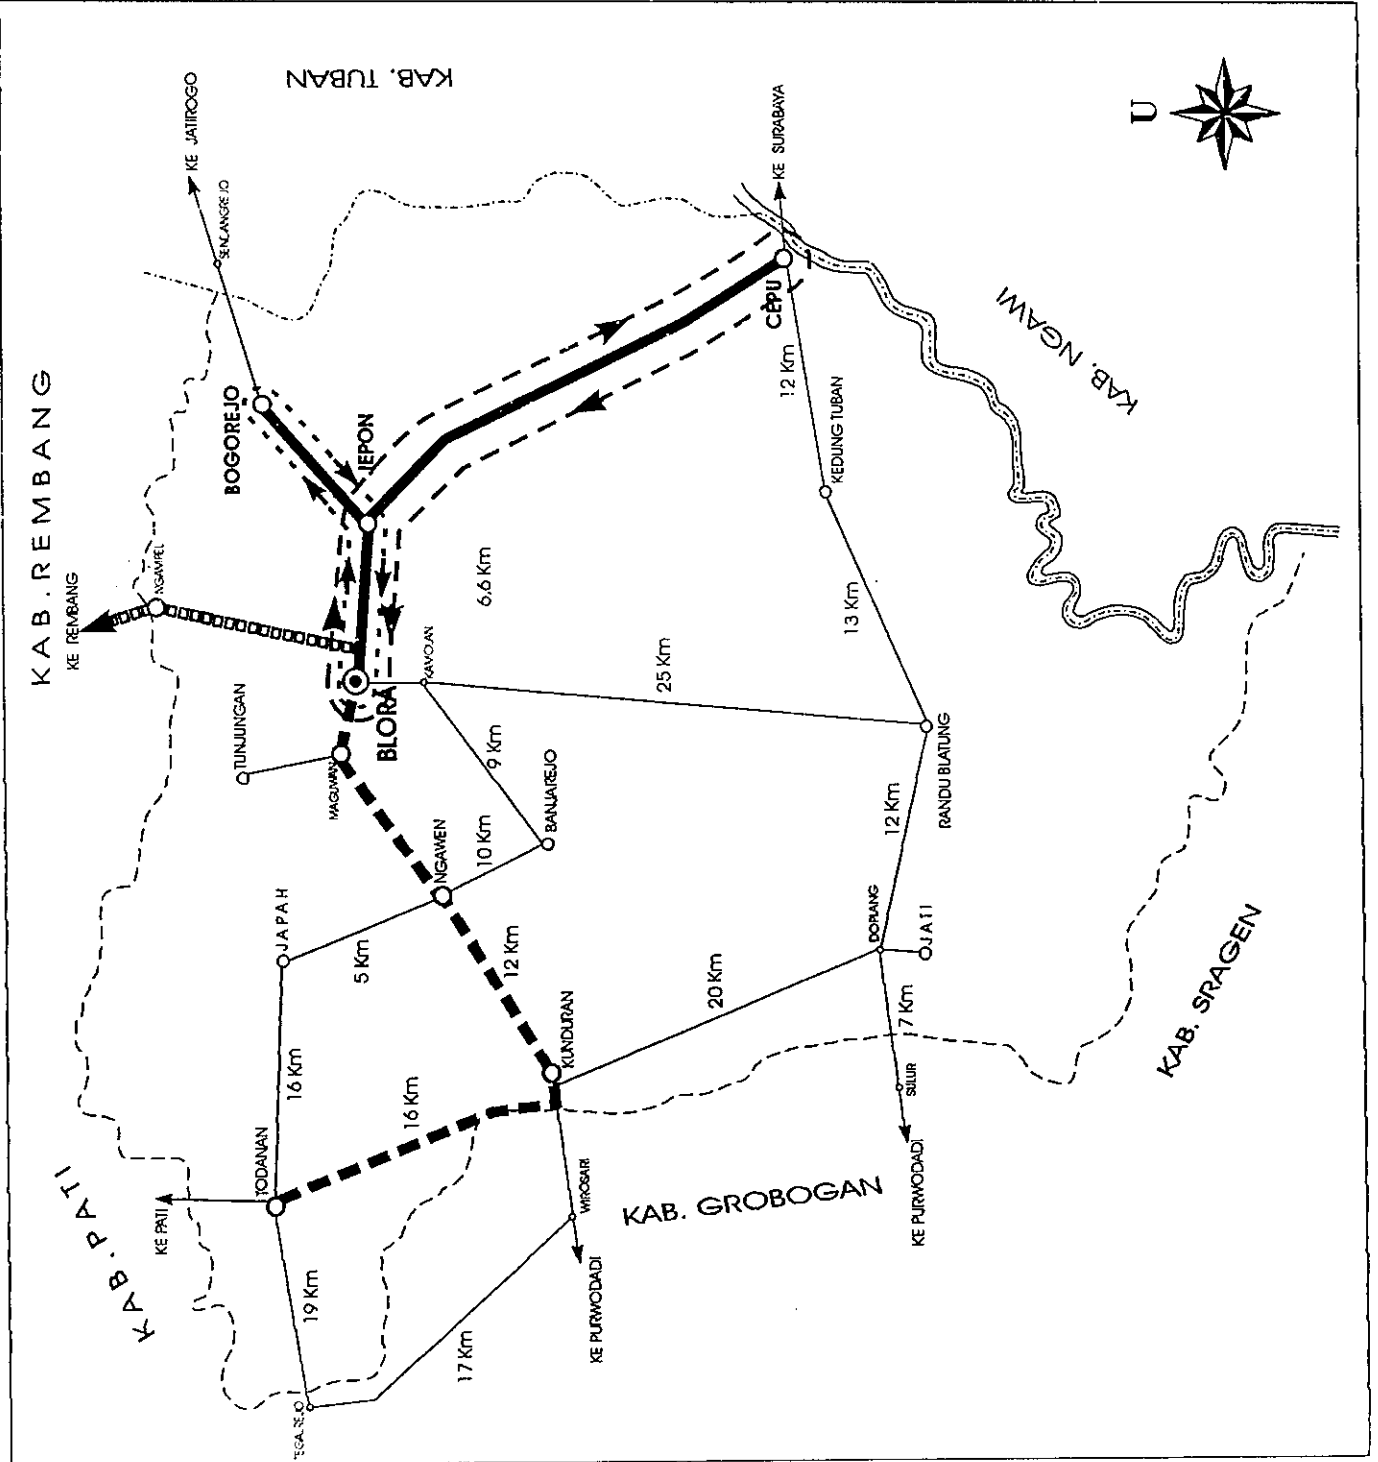 KAB. TUBAN
KE JATIROGO
SENDANGREJO
KE SURABAYA
U
KAB. REMBANG
KE REMBANG
NGAMPEL
BOGOREJO
JEPON
CEPU
12 Km
KEDUNG TUBAN
KAB. NGAWI
6.6 Km
13 Km
KAMOLAN
25 Km
TUNJUNGAN
BLORA
MAGUWAN
9 Km
BANJAREJO
10 Km
NGAWEN
RANDU BLATUNG
12 Km
JAPAH
5 Km
12 Km
KUNDURAN
20 Km
DOPLANG
JATI
7 Km
SULUR
KE PURWODADI
KAB. SRAGEN
16 Km
16 Km
TODANAN
KE PATI
KAB. PATI
WIROSARI
KE PURWODADI
KAB. GROBOGAN
19 Km
17 Km